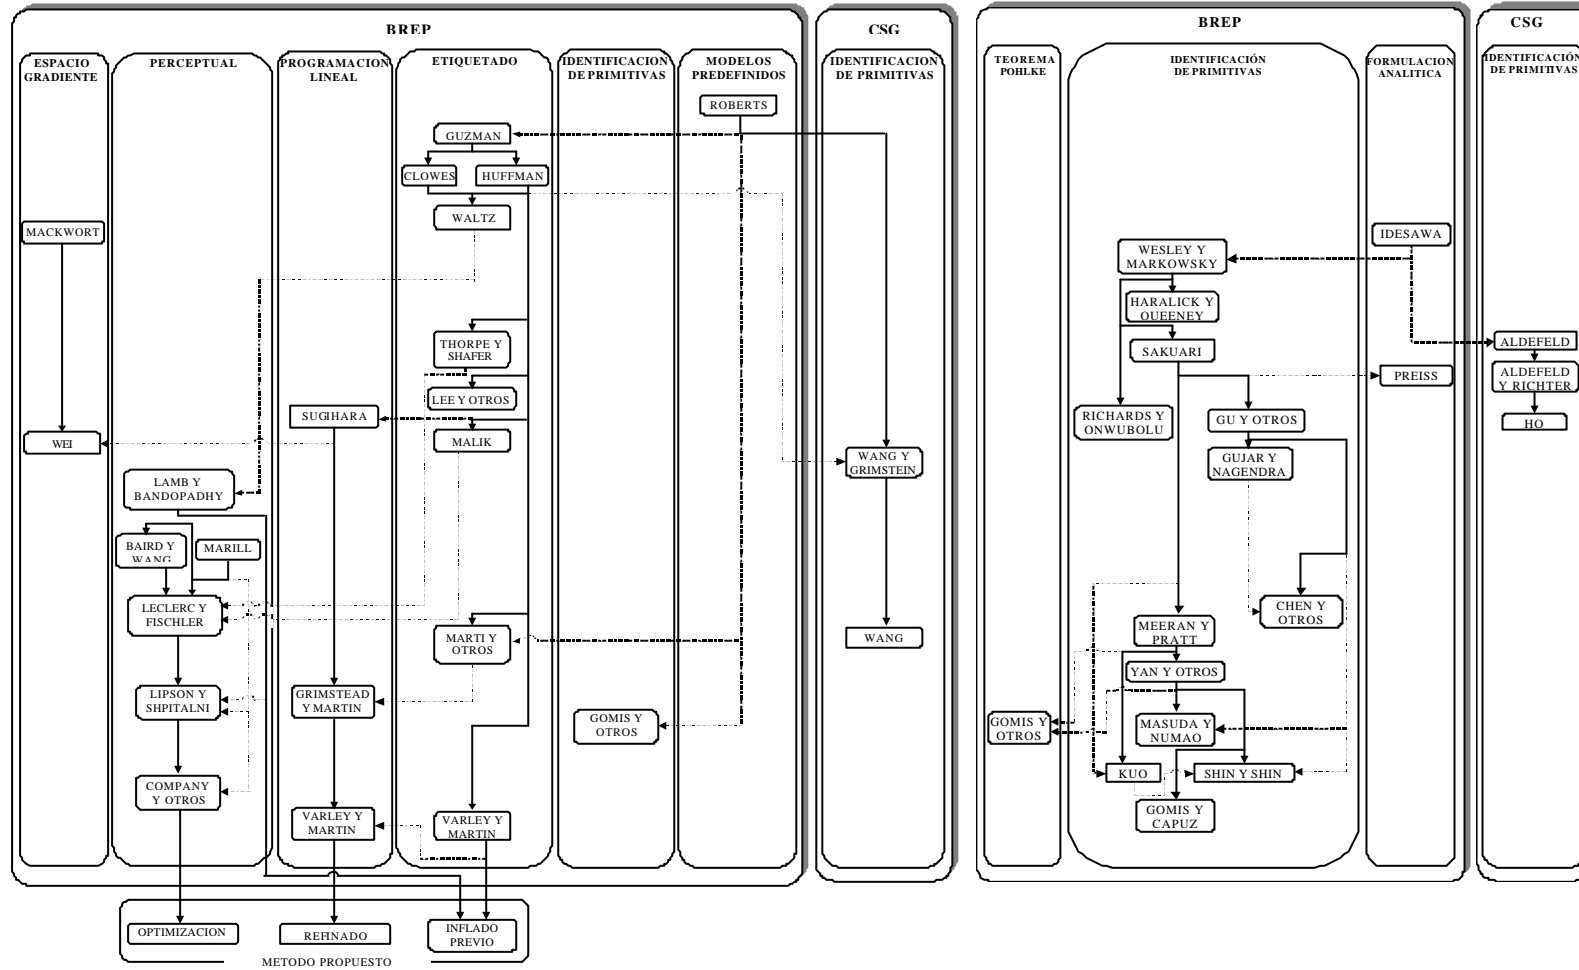 BREP
CSG
ESPACIO
GRADIENTE
PERCEPTUAL
PROGRAMACION
LINEAL
ETIQUETADO
IDENTIFICACION
DE PRIMITIVAS
MODELOS
PREDEFINIDOS
IDENTIFICACION
DE PRIMITIVAS
ROBERTS
GUZMAN
CLOWES
HUFFMAN
WALTZ
MACKWORT
THORPE Y
SHAFER
LEE Y OTROS
SUGIHARA
MALIK
WEI
WANG Y
GRIMSTEIN
LAMB Y
BANDOPADHY
BAIRD Y
WANG
MARILL
LECLERC Y
FISCHLER
MARTI Y
OTROS
WANG
LIPSON Y
SHPITALNI
GRIMSTEAD
Y MARTIN
GOMIS Y
OTROS
COMPANY
Y OTROS
VARLEY Y
MARTIN
VARLEY Y
MARTIN
OPTIMIZACION
REFINADO
INFLADO
PREVIO
METODO PROPUESTO
BREP
CSG
TEOREMA
POHLKE
IDENTIFICACIÓN
DE PRIMITIVAS
FORMULACION
ANALITICA
IDENTIFICACIÓN
DE PRIMITIVAS
IDESAWA
WESLEY Y
MARKOWSKY
HARALICK Y
QUEENEY
SAKUARI
ALDEFELD
PREISS
ALDEFELD
Y RICHTER
RICHARDS Y
ONWUBOLU
GU Y OTROS
HO
GUJAR Y
NAGENDRA
CHEN Y
OTROS
MEERAN Y
PRATT
YAN Y OTROS
GOMIS Y
OTROS
MASUDA Y
NUMAO
KUO
SHIN Y SHIN
GOMIS Y
CAPUZ